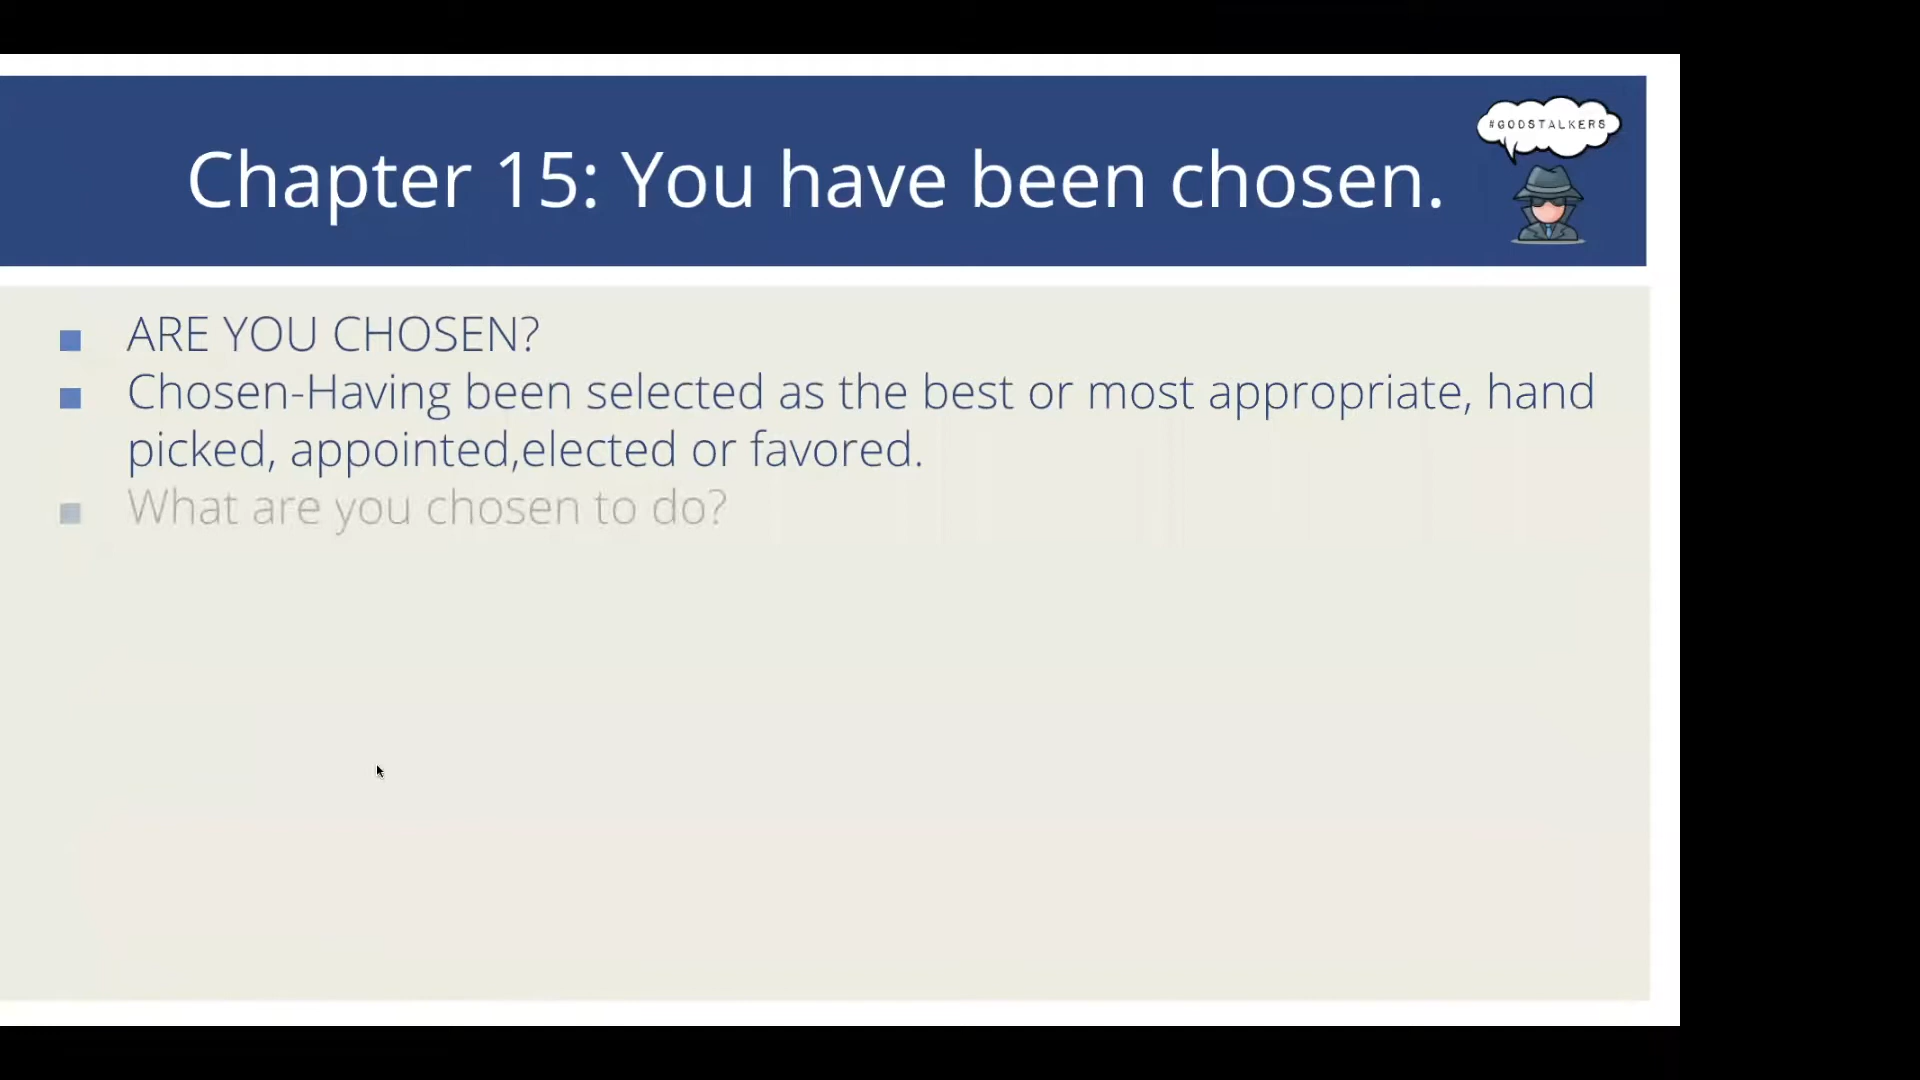 #GODSTALKERS
Chapter 15: You have been chosen.
ARE YOU CHOSEN?
Chosen-Having been selected as the best or most appropriate, hand
picked, appointed,elected or favored.
What are you chosen to do?